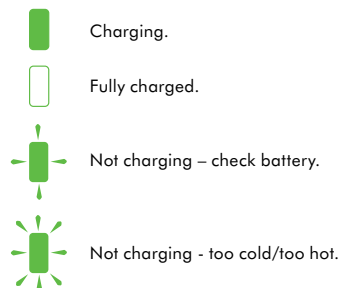 Charging.
Fully charged.
Not charging – check battery.
Not charging - too cold/too hot.